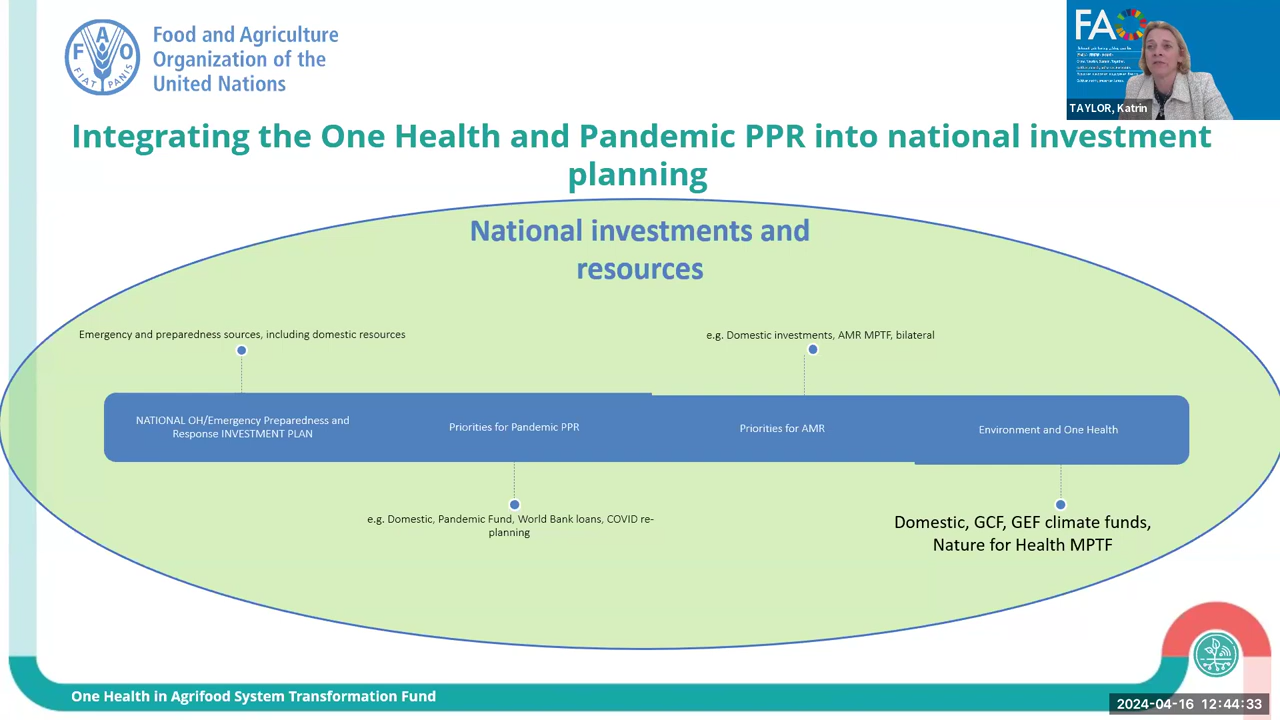 Food and Agriculture
Organization of the
United Nations
F A O
FIAT PANIS
FAO
TAYLOR, Katrin
Integrating the One Health and Pandemic PPR into national investment
planning
National investments and
resources
Emergency and preparedness sources, including domestic resources
e.g. Domestic investments, AMR MPTF, bilateral
NATIONAL OH/Emergency Preparedness and
Response INVESTMENT PLAN
Priorities for Pandemic PPR
Priorities for AMR
Environment and One Health
e.g. Domestic, Pandemic Fund, World Bank loans, COVID re-
planning
Domestic, GCF, GEF climate funds,
Nature for Health MPTF
One Health in Agrifood System Transformation Fund
2024-04-16 12:44:33